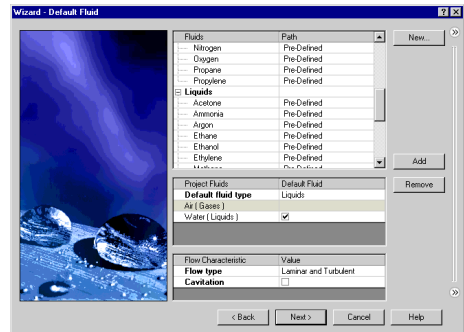 Wizard - Default Fluid
Fluids Path
Nitrogen Pre-Defined
Oxygen Pre-Defined
Propane Pre-Defined
Propylene Pre-Defined
Liquids
Acetone Pre-Defined
Ammonia Pre-Defined
Argon Pre-Defined
Ethane Pre-Defined
Ethanol Pre-Defined
Ethylene Pre-Defined
New...
Add
Remove
Project Fluids Default Fluid
Default fluid type Liquids
Air ( Gases )
Water ( Liquids )
Flow Characteristic Value
Flow type Laminar and Turbulent
Cavitation
< Back Next > Cancel Help